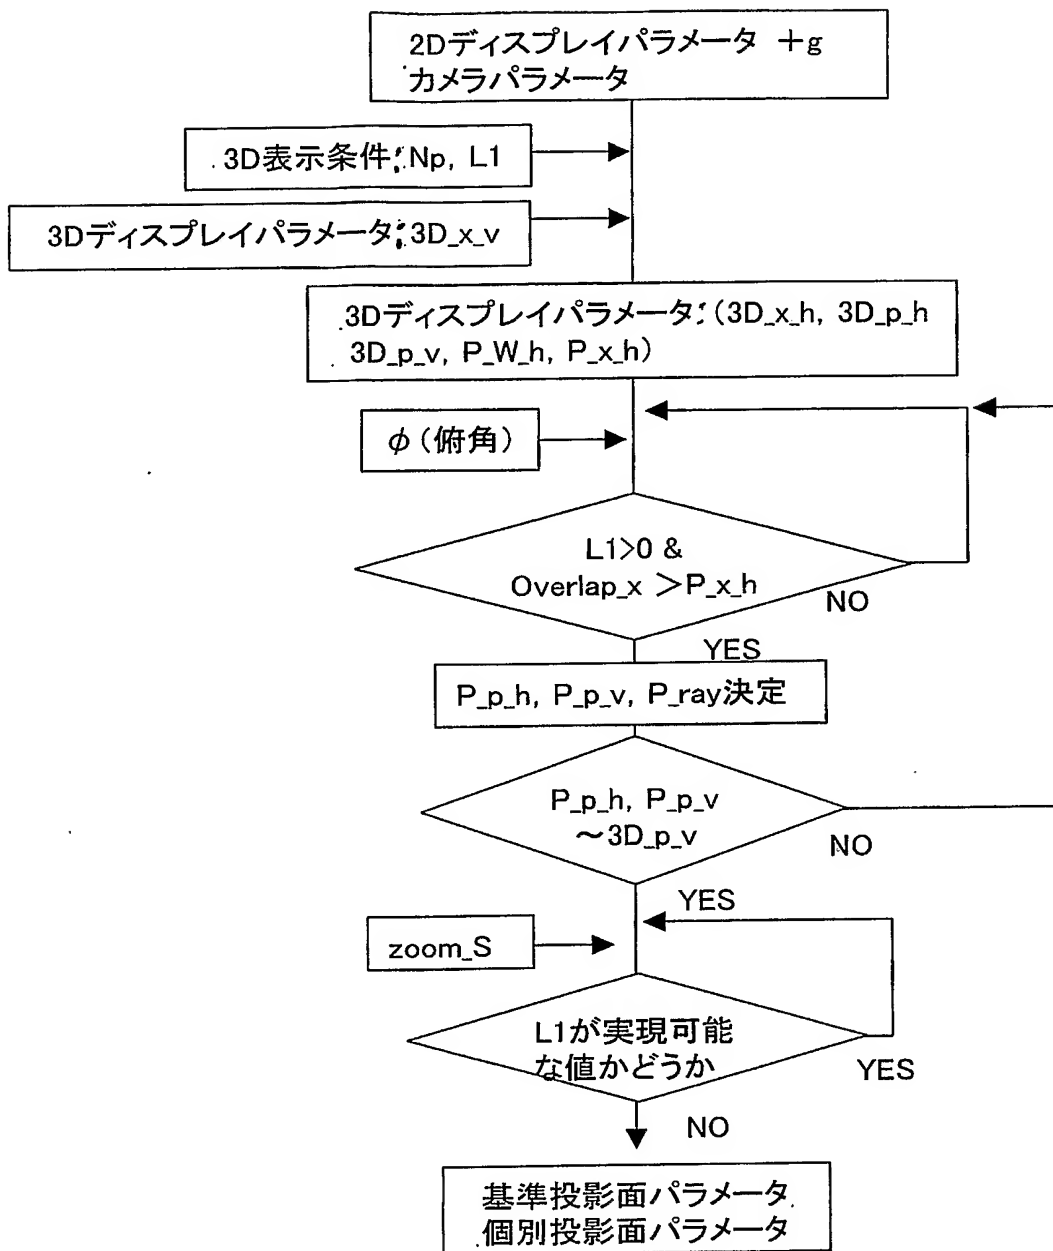 2Dディスプレイパラメータ +g
カメラパラメータ
3D表示条件; Np, L1
3Dディスプレイパラメータ; 3D_x_v
3Dディスプレイパラメータ: (3D_x_h, 3D_p_h
3D_p_v, P_W_h, P_x_h)
φ(俯角)
L1>0 &
Overlap_x >P_x_h
NO
YES
P_p_h, P_p_v, P_ray決定
P_p_h, P_p_v
～3D_p_v
NO
YES
zoom_S
L1が実現可能
な値かどうか
YES
NO
基準投影面パラメータ
個別投影面パラメータ